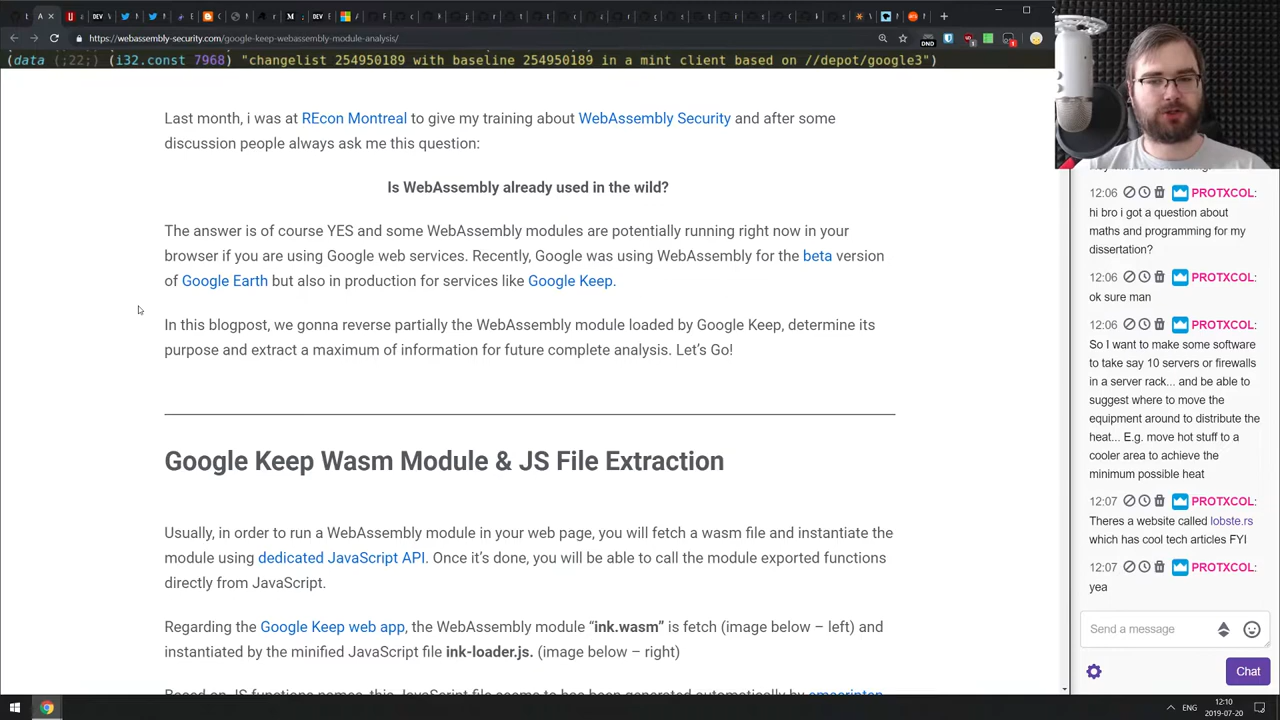 https://webassembly-security.com/google-keep-webassembly-module-analysis/
DND
(data (;22;) (i32.const 7968) "changelist 254950189 with baseline 254950189 in a mint client based on //depot/google3")
Last month, i was at REcon Montreal to give my training about WebAssembly Security and after some
discussion people always ask me this question:
Is WebAssembly already used in the wild?
The answer is of course YES and some WebAssembly modules are potentially running right now in your
browser if you are using Google web services. Recently, Google was using WebAssembly for the beta version
of Google Earth but also in production for services like Google Keep.
In this blogpost, we gonna reverse partially the WebAssembly module loaded by Google Keep, determine its
purpose and extract a maximum of information for future complete analysis. Let's Go!
Google Keep Wasm Module & JS File Extraction
Usually, in order to run a WebAssembly module in your web page, you will fetch a wasm file and instantiate the
module using dedicated JavaScript API. Once it's done, you will be able to call the module exported functions
directly from JavaScript.
Regarding the Google Keep web app, the WebAssembly module “ink.wasm” is fetch (image below – left) and
instantiated by the minified JavaScript file ink-loader.js. (image below – right)
Based on JS functions names, this JavaScript file seems to has been generated automatically by emscripten
12:06 PROTXCOL:
hi bro i got a question about
maths and programming for my
dissertation?
12:06 PROTXCOL:
ok sure man
12:06 PROTXCOL:
So I want to make some software
to take say 10 servers or firewalls
in a server rack... and be able to
suggest where to move the
equipment around to distribute the
heat... E.g. move hot stuff to a
cooler area to achieve the
minimum possible heat
12:07 PROTXCOL:
Theres a website called lobste.rs
which has cool tech articles FYI
12:07 PROTXCOL:
yea
Send a message
Chat
ENG
12:10
2019-07-20